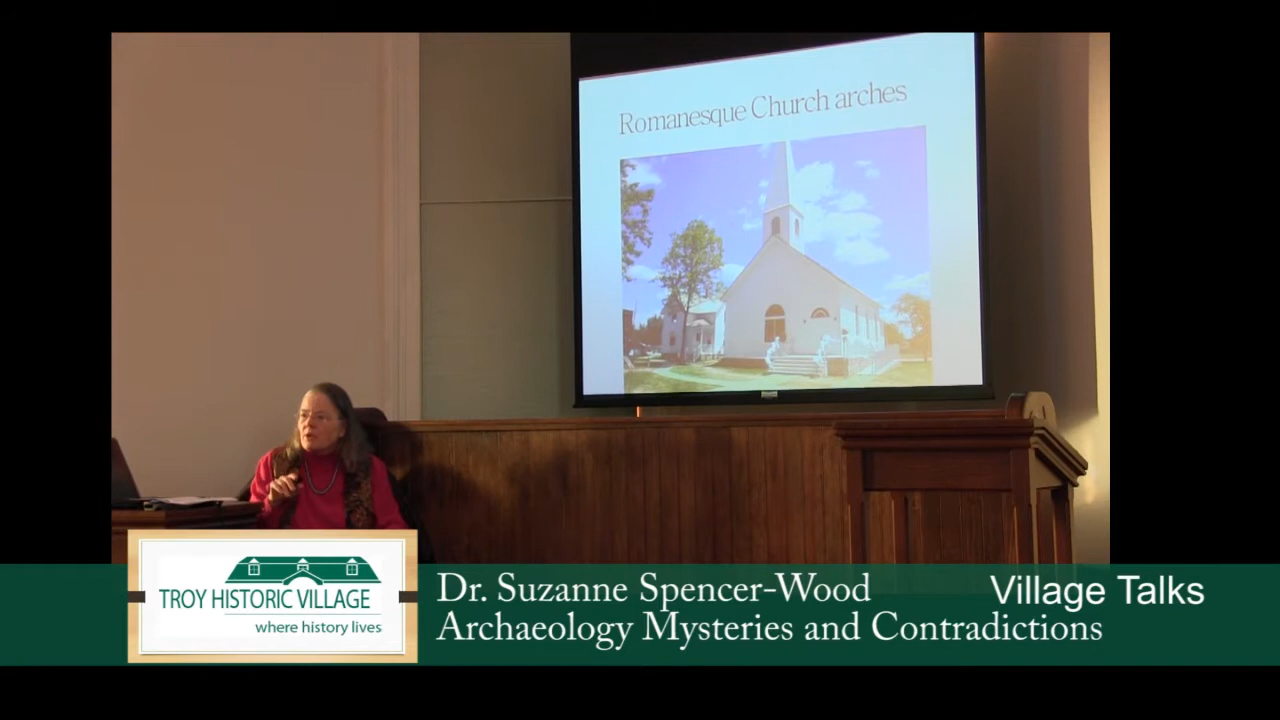 Romanesque Church arches
TROY HISTORIC VILLAGE
where history lives
Dr. Suzanne Spencer-Wood
Village Talks
Archaeology Mysteries and Contradictions